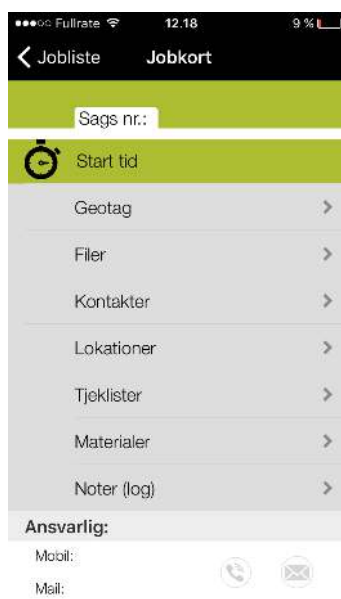 Fullrate 12.18 9 %
Jobliste Jobkort
Sags nr.:
Start tid
Geotag
Filer
Kontakter
Lokationer
Tjeklister
Materialer
Noter (log)
Ansvarlig:
Mobil:
Mail: